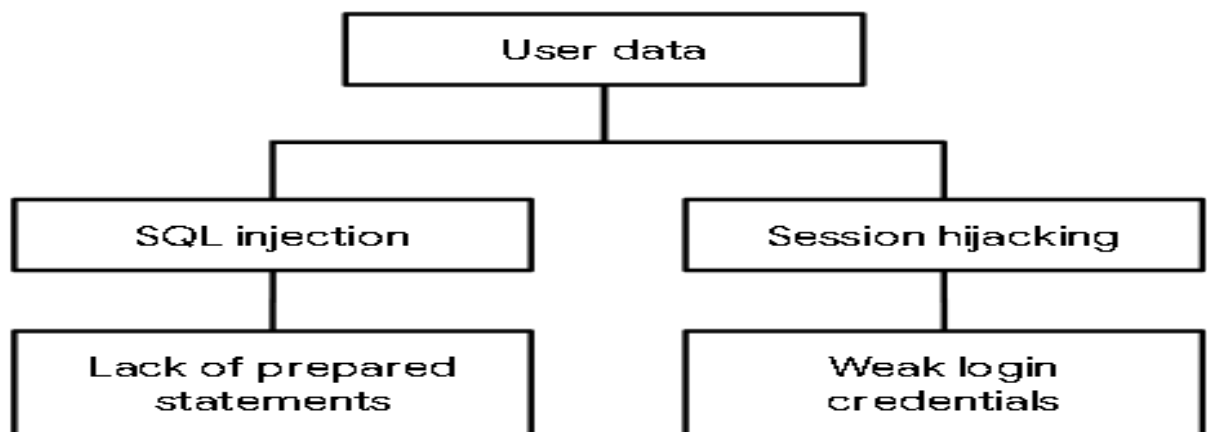 User data
SQL injection
Session hijacking
Lack of prepared
statements
Weak login
credentials